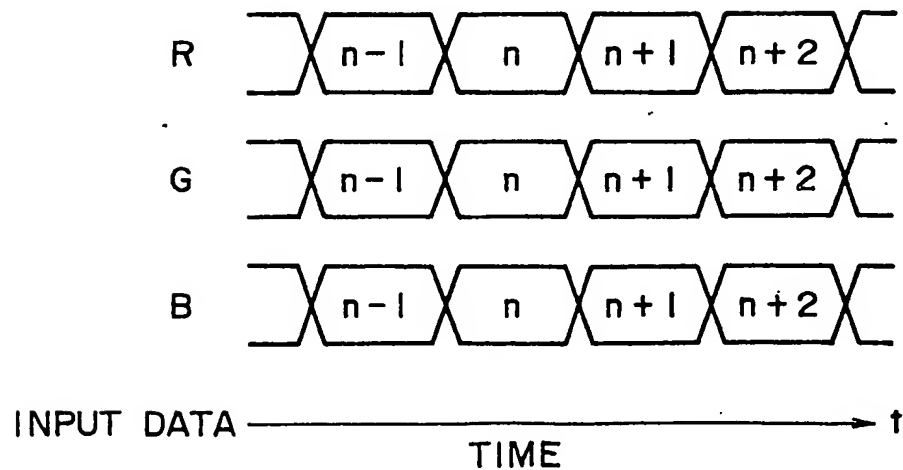 R n-1 n n+1 n+2
G n-1 n n+1 n+2
B n-1 n n+1 n+2
INPUT DATA t
TIME